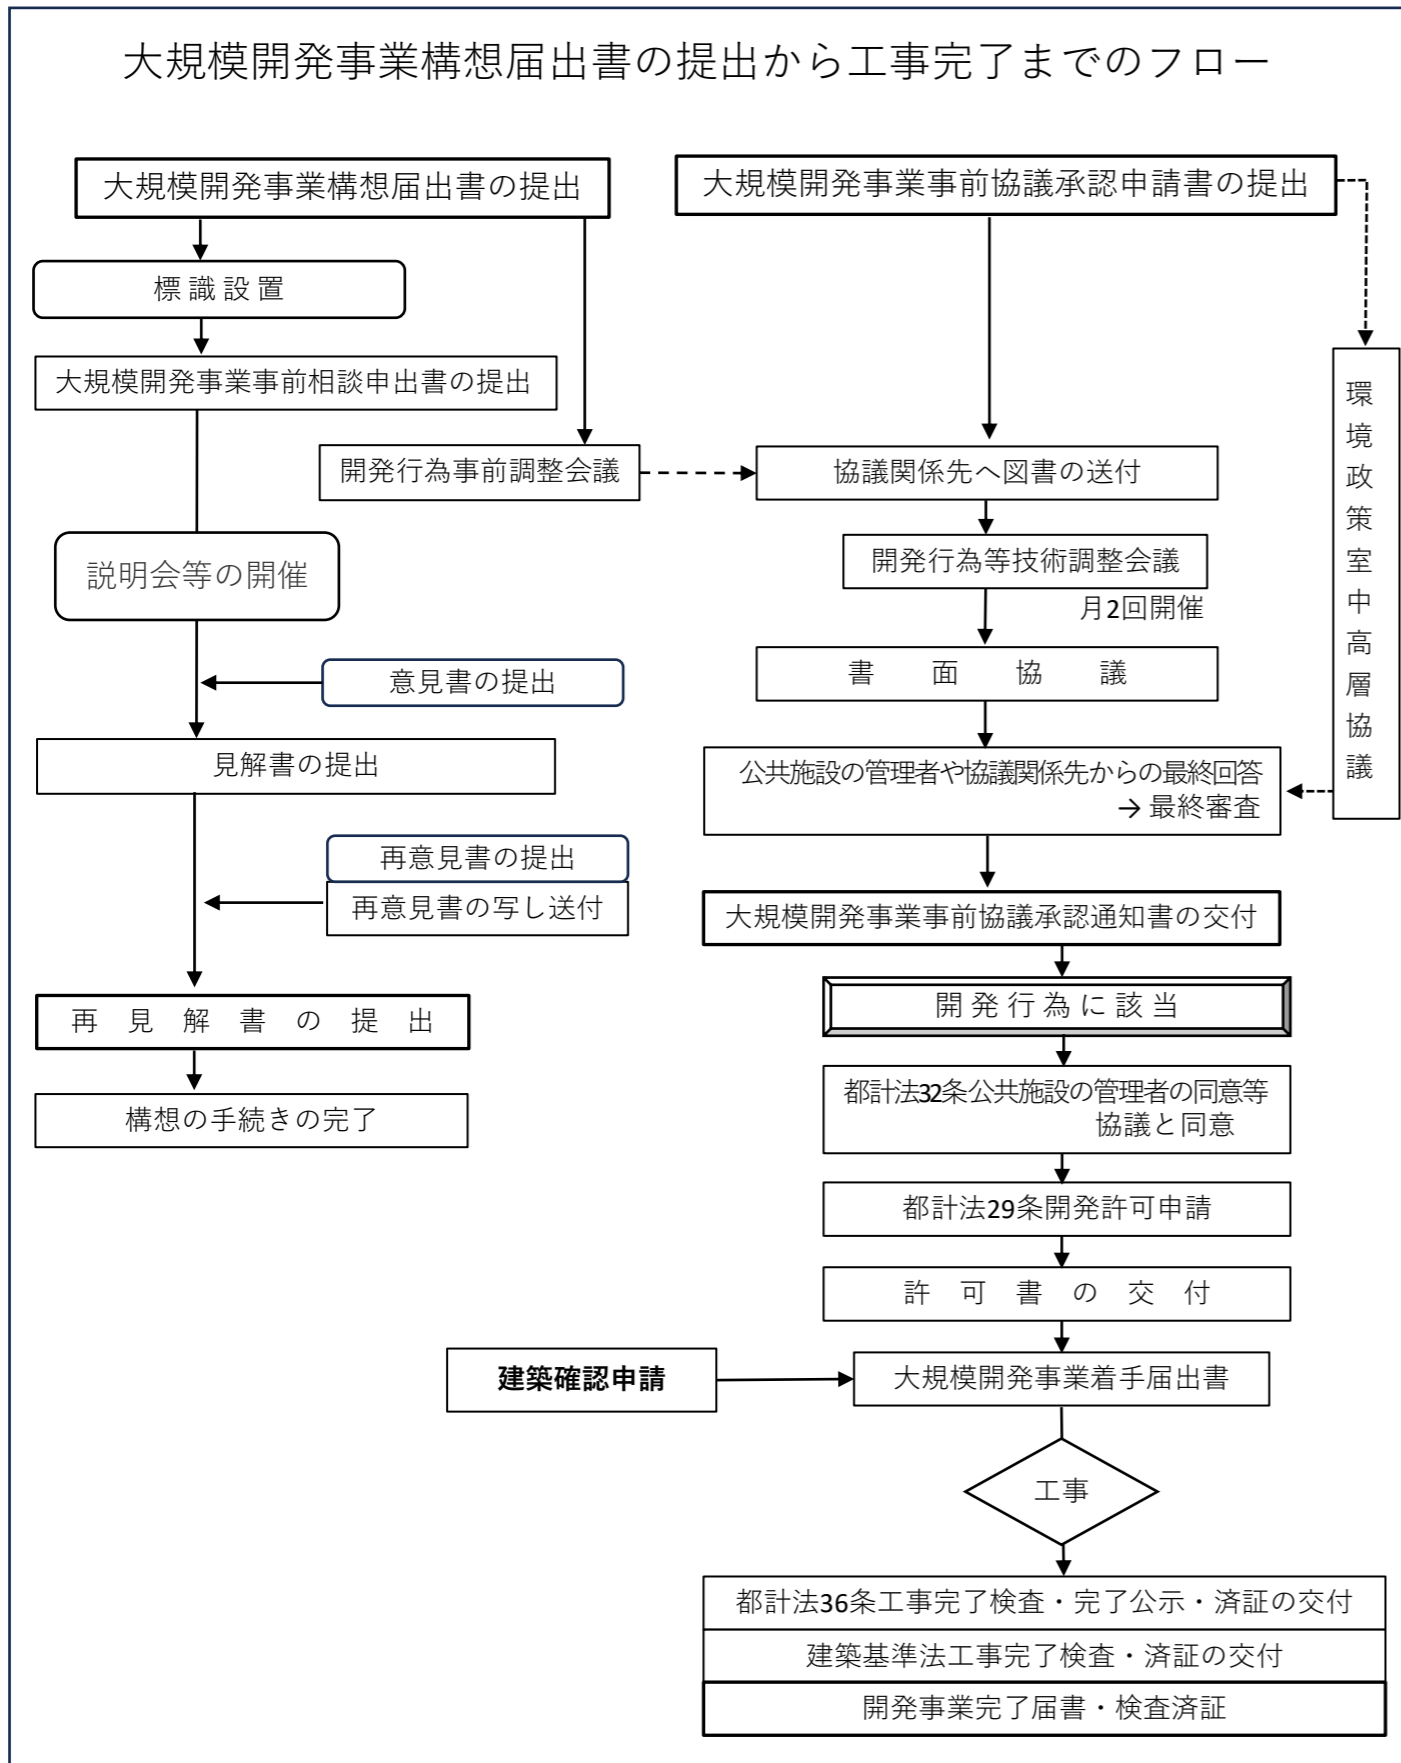 大規模開発事業構想届出書の提出から工事完了までのフロー
大規模開発事業構想届出書の提出
標識設置
大規模開発事業事前相談申出書の提出
開発行為事前調整会議
説明会等の開催
意見書の提出
見解書の提出
再意見書の提出
再意見書の写し送付
再見解書の提出
構想の手続きの完了
大規模開発事業事前協議承認申請書の提出
環境政策室中高層協議
協議関係先へ図書の送付
開発行為等技術調整会議
月2回開催
書面協議
公共施設の管理者や協議関係先からの最終回答
→ 最終審査
大規模開発事業事前協議承認通知書の交付
開発行為に該当
都計法32条公共施設の管理者の同意等
協議と同意
都計法29条開発許可申請
許可書の交付
建築確認申請
大規模開発事業着手届出書
工事
都計法36条工事完了検査・完了公示・済証の交付
建築基準法工事完了検査・済証の交付
開発事業完了届書・検査済証